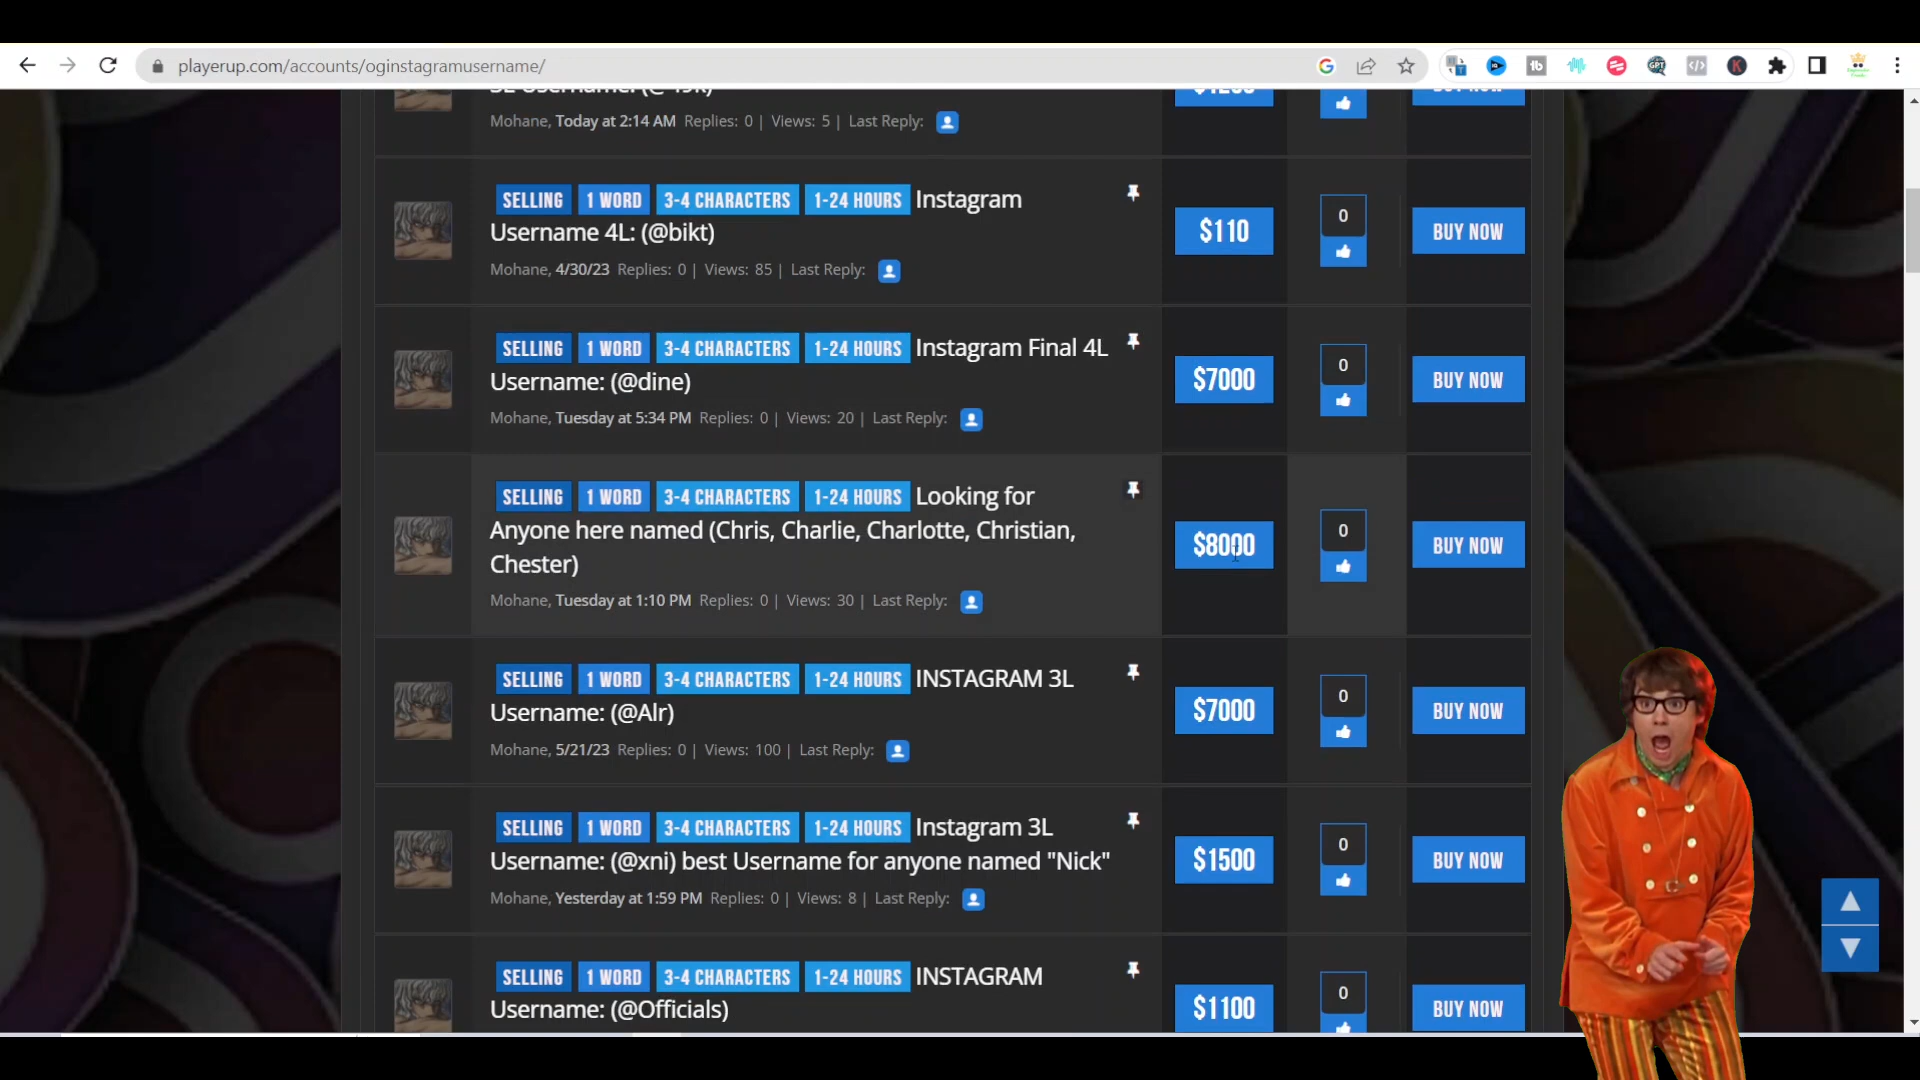 playerup.com/accounts/oginstagramusername/
Mohane, Today at 2:14 AM Replies: 0 | Views: 5 | Last Reply:
SELLING 1 WORD 3-4 CHARACTERS 1-24 HOURS Instagram
Username 4L: (@bikt)
Mohane, 4/30/23 Replies: 0 | Views: 85 | Last Reply:
$110
0
BUY NOW
SELLING 1 WORD 3-4 CHARACTERS 1-24 HOURS Instagram Final 4L
Username: (@dine)
Mohane, Tuesday at 5:34 PM Replies: 0 | Views: 20 | Last Reply:
$7000
0
BUY NOW
SELLING 1 WORD 3-4 CHARACTERS 1-24 HOURS Looking for
Anyone here named (Chris, Charlie, Charlotte, Christian,
Chester)
Mohane, Tuesday at 1:10 PM Replies: 0 | Views: 30 | Last Reply:
$8000
0
BUY NOW
SELLING 1 WORD 3-4 CHARACTERS 1-24 HOURS INSTAGRAM 3L
Username: (@Alr)
Mohane, 5/21/23 Replies: 0 | Views: 100 | Last Reply:
$7000
0
BUY NOW
SELLING 1 WORD 3-4 CHARACTERS 1-24 HOURS Instagram 3L
Username: (@xni) best Username for anyone named "Nick"
Mohane, Yesterday at 1:59 PM Replies: 0 | Views: 8 | Last Reply:
$1500
0
BUY NOW
SELLING 1 WORD 3-4 CHARACTERS 1-24 HOURS INSTAGRAM
Username: (@Officials)
$1100
0
BUY NOW